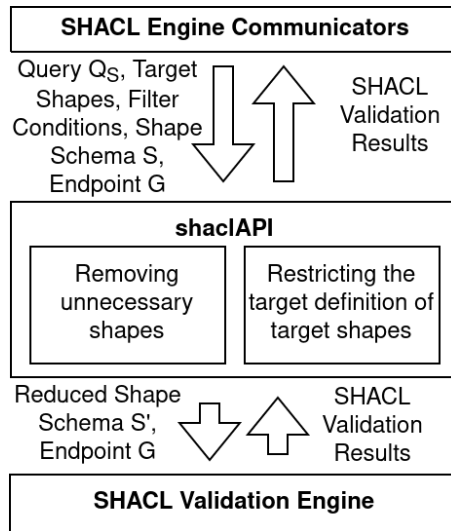 SHACL Engine Communicators
Query QS, Target
Shapes, Filter
Conditions, Shape
Schema S,
Endpoint G
SHACL
Validation
Results
shaclAPI
Removing
unnecessary
shapes
Restricting the
target definition of
target shapes
Reduced Shape
Schema S',
Endpoint G
SHACL
Validation
Results
SHACL Validation Engine